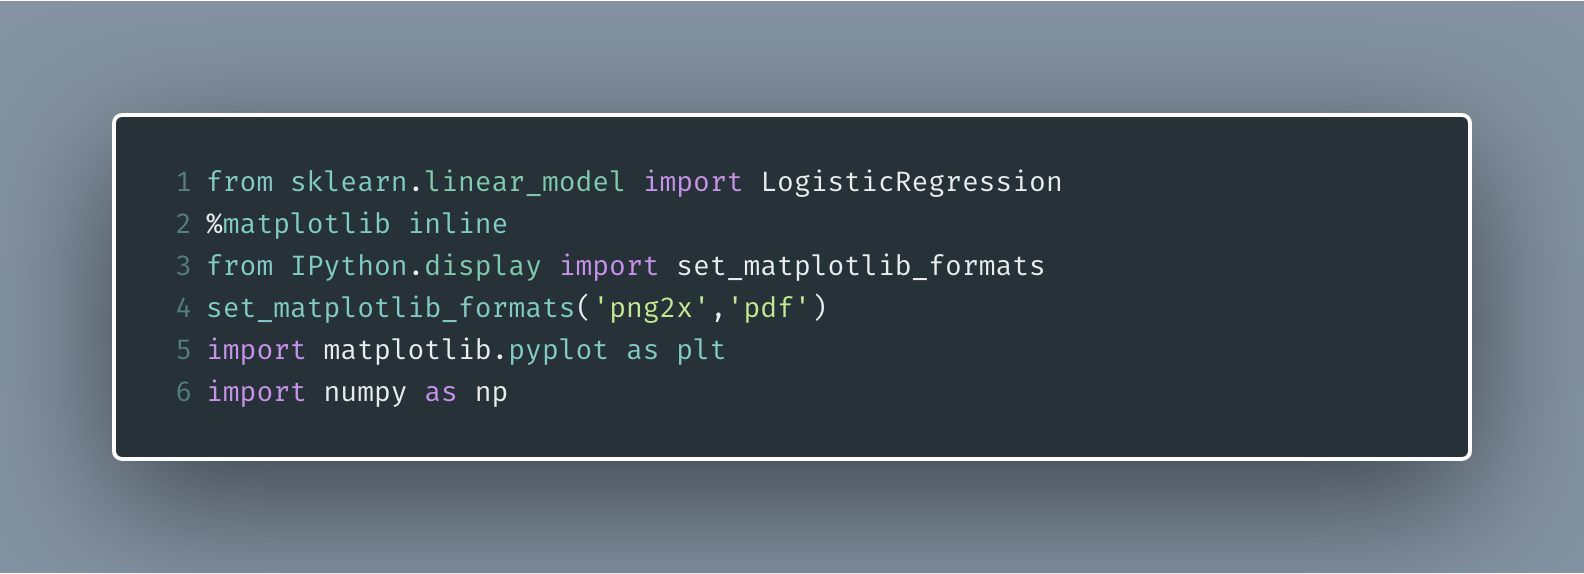 1 from sklearn.linear_model import LogisticRegression
2 %matplotlib inline
3 from IPython.display import set_matplotlib_formats
4 set_matplotlib_formats('png2x','pdf')
5 import matplotlib.pyplot as plt
6 import numpy as np